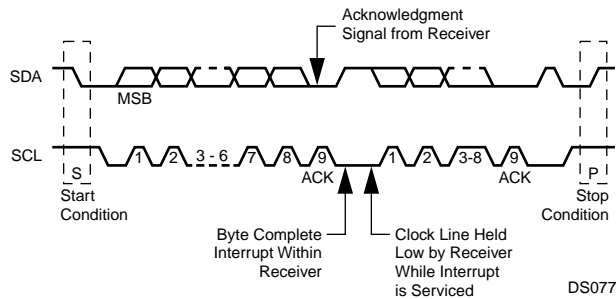 Acknowledgment
Signal from Receiver
SDA
MSB
SCL
S
1
2
3 - 6
7
8
9
ACK
1
2
3-8
9
ACK
P
Start
Condition
Stop
Condition
Byte Complete
Interrupt Within
Receiver
Clock Line Held
Low by Receiver
While Interrupt
is Serviced
DS077